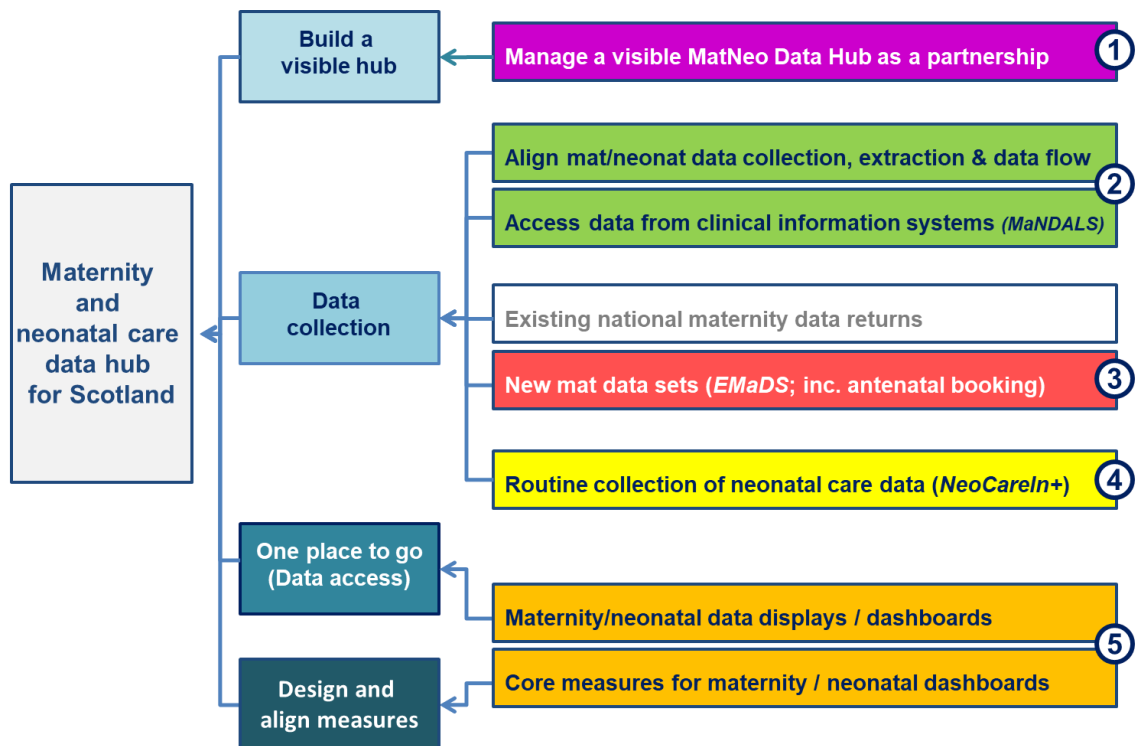 Build a
visible hub
Manage a visible MatNeo Data Hub as a partnership
1
Align mat/neonat data collection, extraction & data flow
2
Access data from clinical information systems (MaNDALS)
Maternity
and
neonatal care
data hub
for Scotland
Data
collection
Existing national maternity data returns
New mat data sets (EMaDS; inc. antenatal booking)
3
Routine collection of neonatal care data (NeoCareIn+)
4
One place to go
(Data access)
Maternity/neonatal data displays / dashboards
5
Design and
align measures
Core measures for maternity / neonatal dashboards